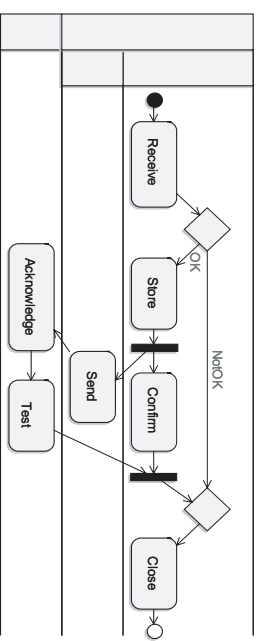 Receive
OK
NotOK
Store
Confirm
Close
Send
Acknowledge
Test